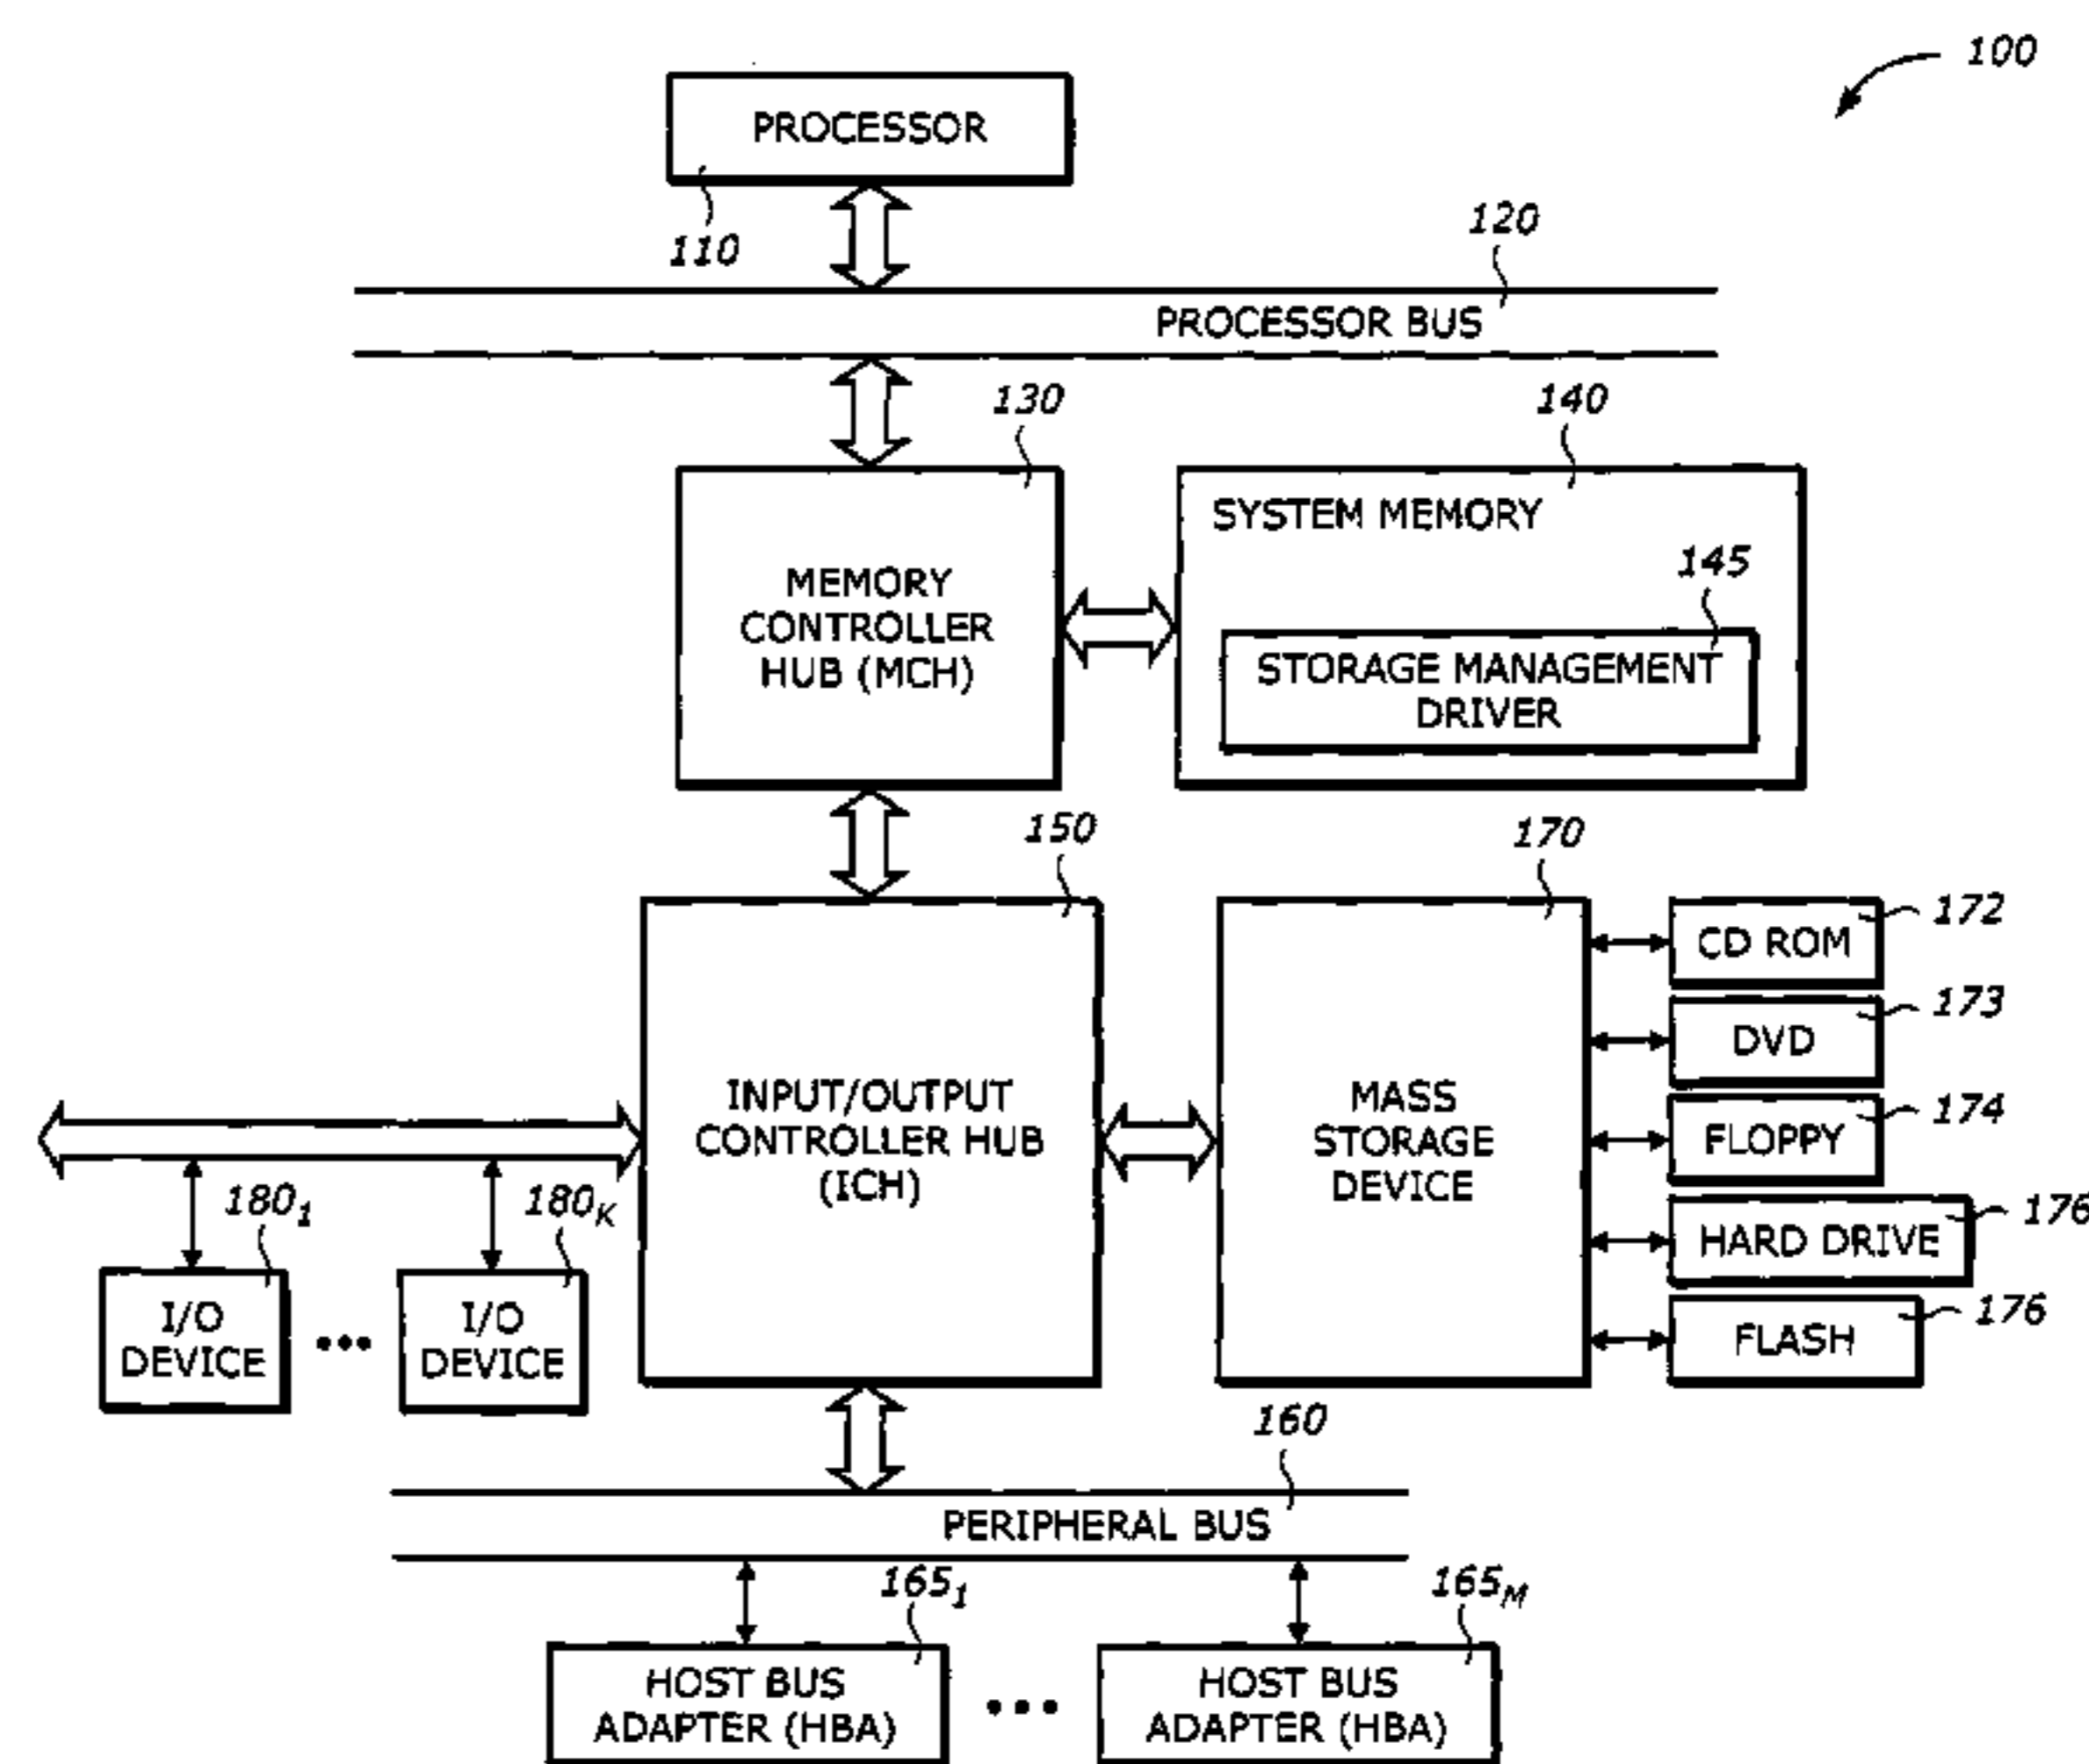 100
PROCESSOR
110
120
PROCESSOR BUS
130
140
SYSTEM MEMORY
MEMORY
CONTROLLER
HUB (MCH)
145
STORAGE MANAGEMENT
DRIVER
150
170
172
CD ROM
173
DVD
INPUT/OUTPUT
CONTROLLER HUB
(ICH)
MASS
STORAGE
DEVICE
174
FLOPPY
176
HARD DRIVE
176
FLASH
180₁
180ₖ
I/O
DEVICE
•••
I/O
DEVICE
160
PERIPHERAL BUS
165₁
165M
HOST BUS
ADAPTER (HBA)
•••
HOST BUS
ADAPTER (HBA)